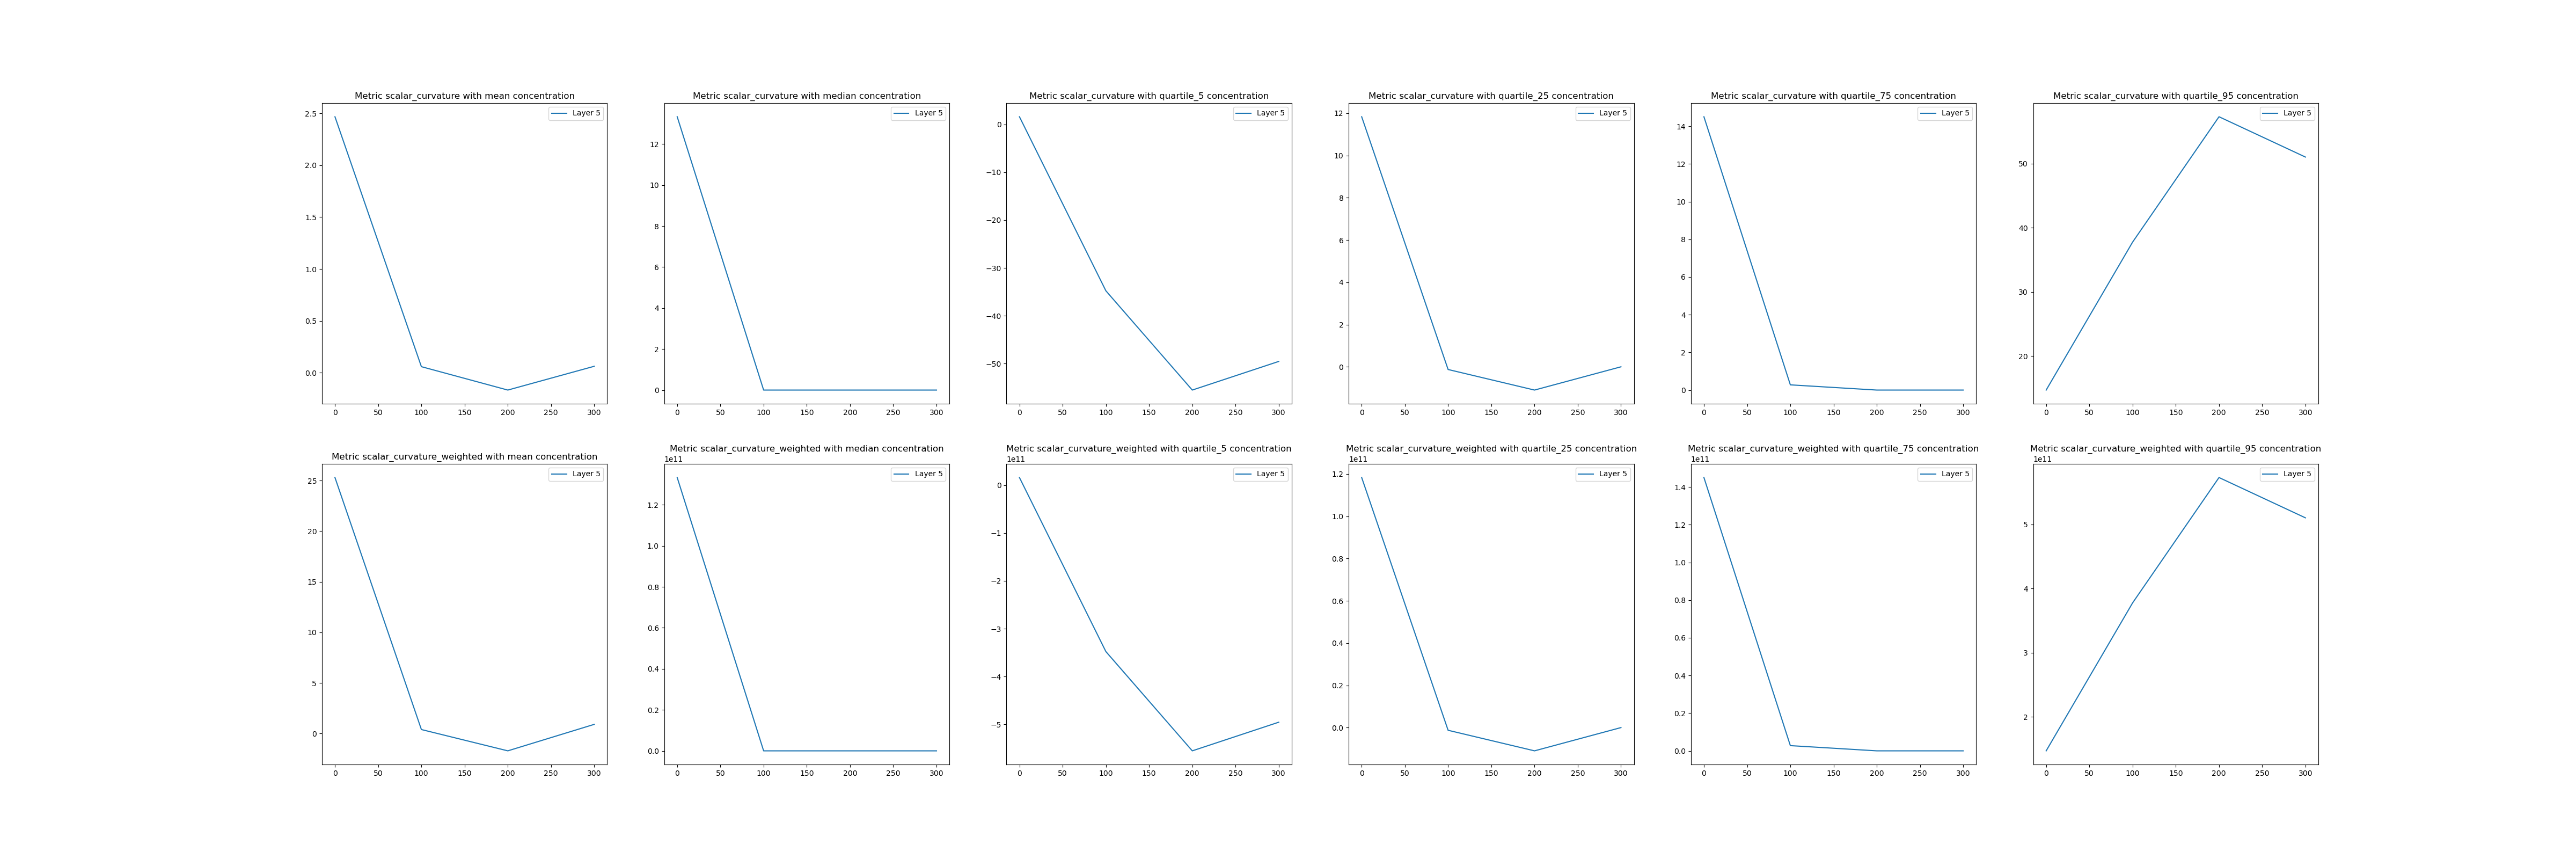 Metric scalar_curvature with mean concentration
Layer 5
2.5
2.0
1.5
1.0
0.5
0.0
0 50 100 150 200 250 300
Metric scalar_curvature with median concentration
Layer 5
12
10
8
6
4
2
0
0 50 100 150 200 250 300
Metric scalar_curvature with quartile_5 concentration
Layer 5
0
−10
−20
−30
−40
−50
0 50 100 150 200 250 300
Metric scalar_curvature with quartile_25 concentration
Layer 5
12
10
8
6
4
2
0
0 50 100 150 200 250 300
Metric scalar_curvature with quartile_75 concentration
Layer 5
14
12
10
8
6
4
2
0
0 50 100 150 200 250 300
Metric scalar_curvature with quartile_95 concentration
Layer 5
50
40
30
20
0 50 100 150 200 250 300
Metric scalar_curvature_weighted with mean concentration
Layer 5
25
20
15
10
5
0
0 50 100 150 200 250 300
Metric scalar_curvature_weighted with median concentration
1e11
Layer 5
1.2
1.0
0.8
0.6
0.4
0.2
0.0
0 50 100 150 200 250 300
Metric scalar_curvature_weighted with quartile_5 concentration
1e11
Layer 5
0
−1
−2
−3
−4
−5
0 50 100 150 200 250 300
Metric scalar_curvature_weighted with quartile_25 concentration
1e11
Layer 5
1.2
1.0
0.8
0.6
0.4
0.2
0.0
0 50 100 150 200 250 300
Metric scalar_curvature_weighted with quartile_75 concentration
1e11
Layer 5
1.4
1.2
1.0
0.8
0.6
0.4
0.2
0.0
0 50 100 150 200 250 300
Metric scalar_curvature_weighted with quartile_95 concentration
1e11
Layer 5
5
4
3
2
0 50 100 150 200 250 300